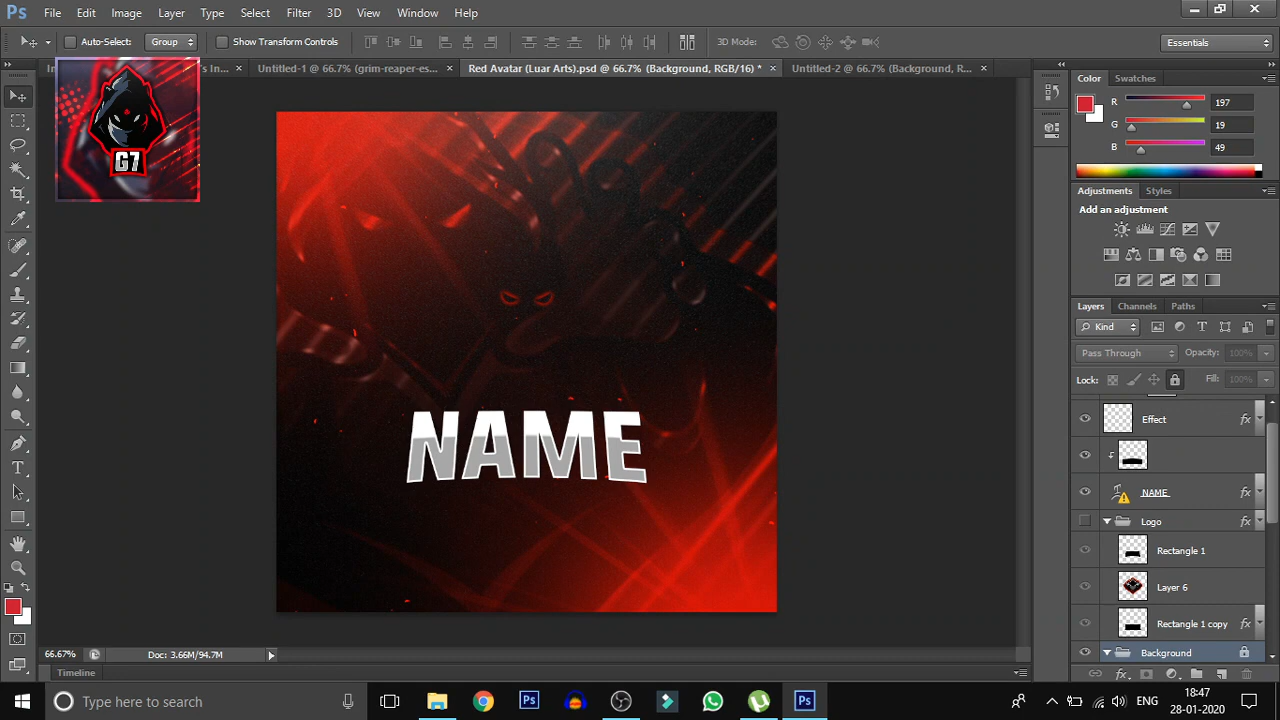 Ps File Edit Image Layer Type Select Filter 3D View Window Help
Auto-Select: Group Show Transform Controls 3D Mode: Essentials
's In... × Untitled-1 @ 66.7% (grim-reaper-es... × Red Avatar (Luar Arts).psd @ 66.7% (Background, RGB/16) * × Untitled-2 @ 66.7% (Background, R... ×
G7
NAME
Color Swatches
R 197
G 19
B 49
Adjustments Styles
Add an adjustment
Layers Channels Paths
Kind
Pass Through Opacity: 100%
Lock: Fill: 100%
Effect fx
NAME fx
Logo fx
Rectangle 1
Layer 6
Rectangle 1 copy fx
Background
66.67% Doc: 3.66M/94.7M
Timeline
Type here to search
ENG
18:47
28-01-2020